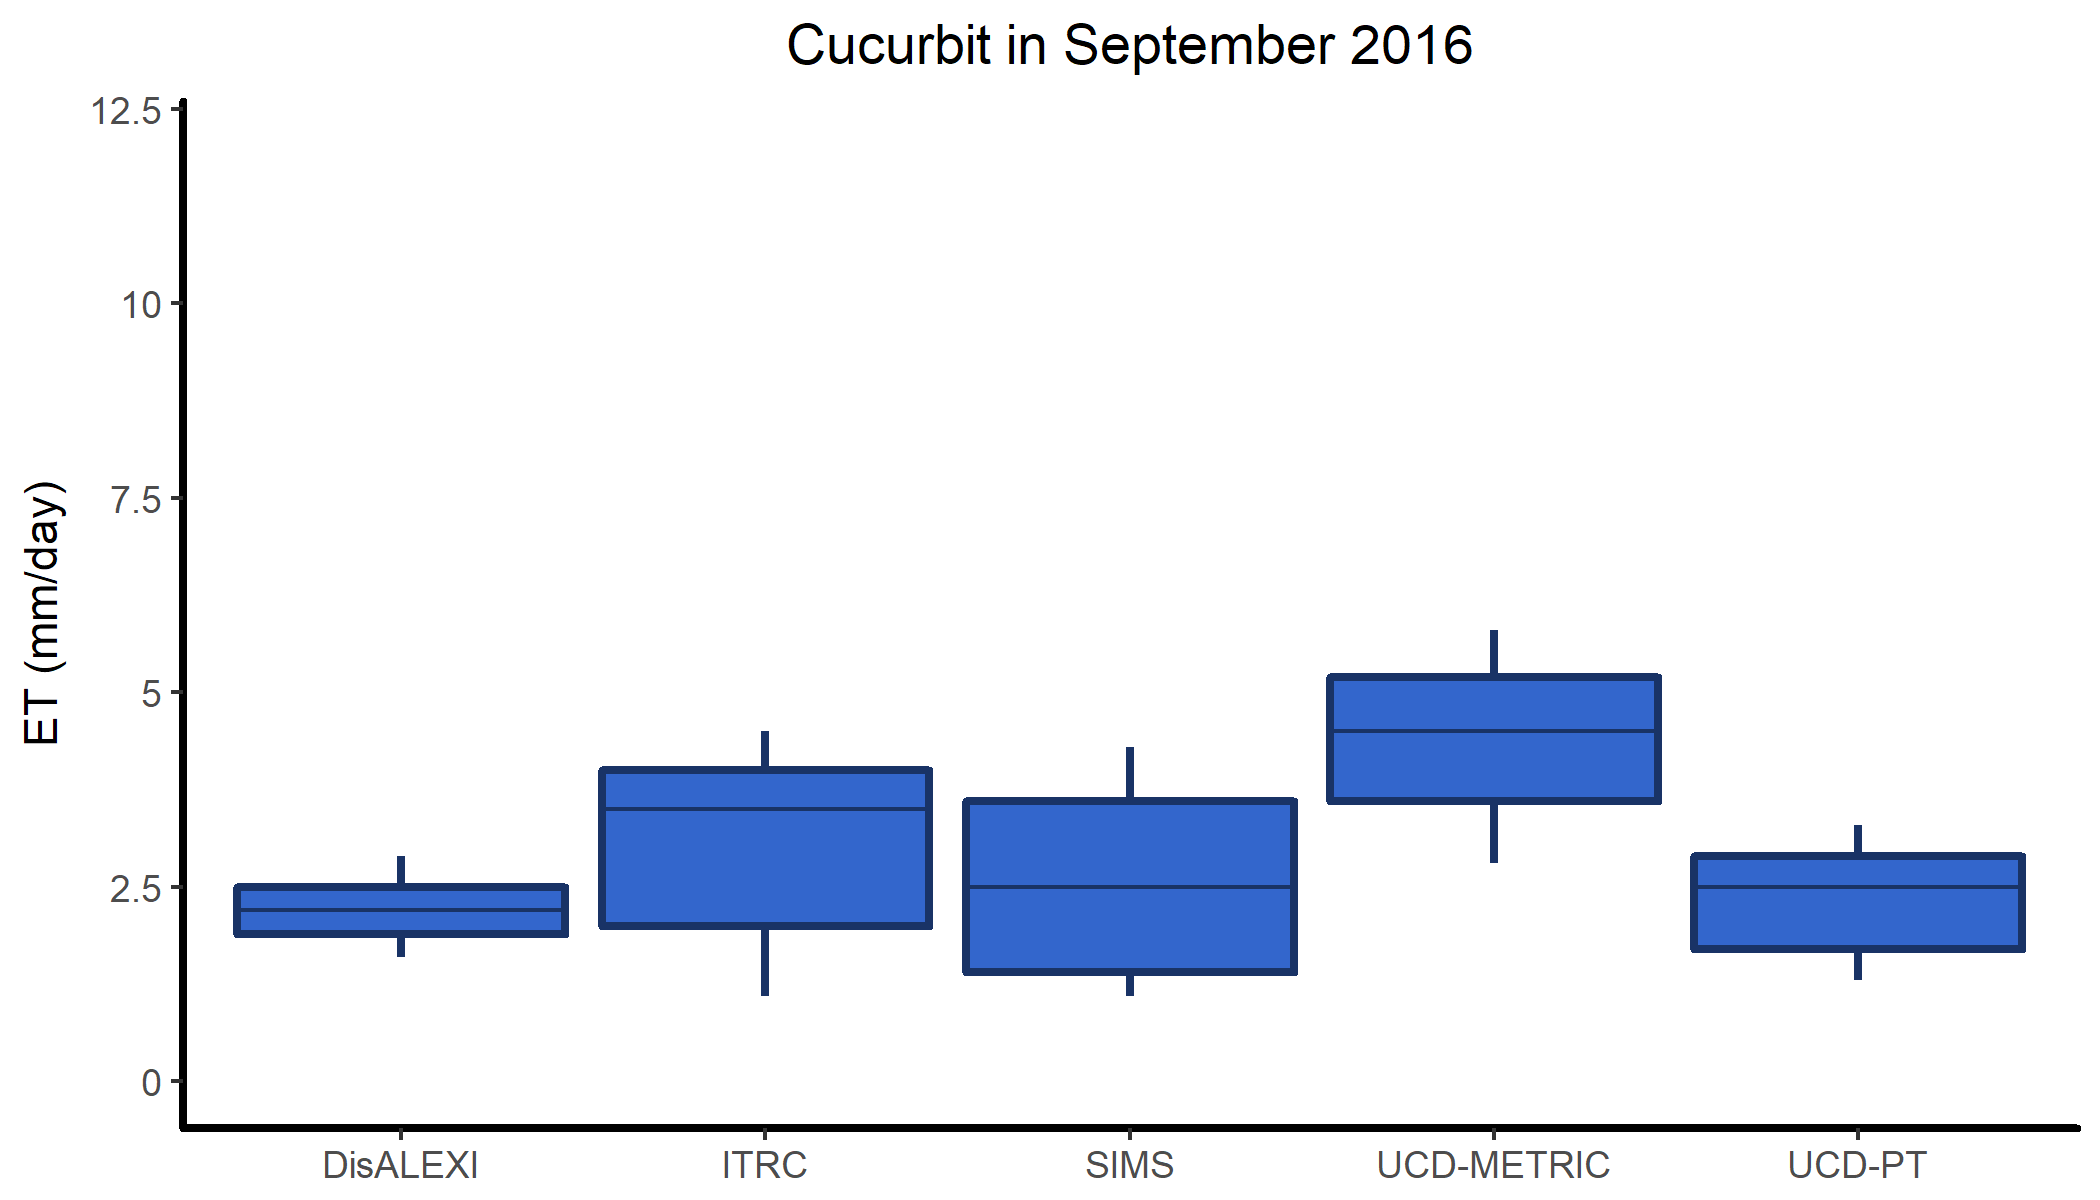 Cucurbit in September 2016
ET (mm/day)
12.5
10
7.5
5
2.5
0
DisALEXI
ITRC
SIMS
UCD-METRIC
UCD-PT